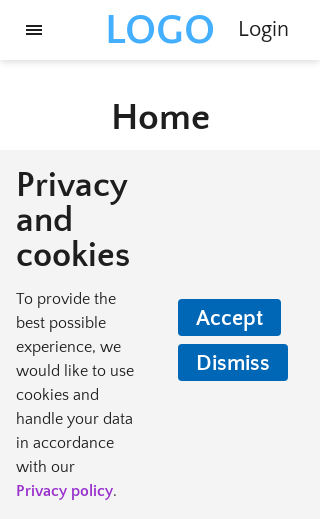 LOGO Login
Home
Privacy
and
cookies
To provide the
best possible
experience, we
would like to use
cookies and
handle your data
in accordance
with our
Privacy policy.
Accept
Dismiss